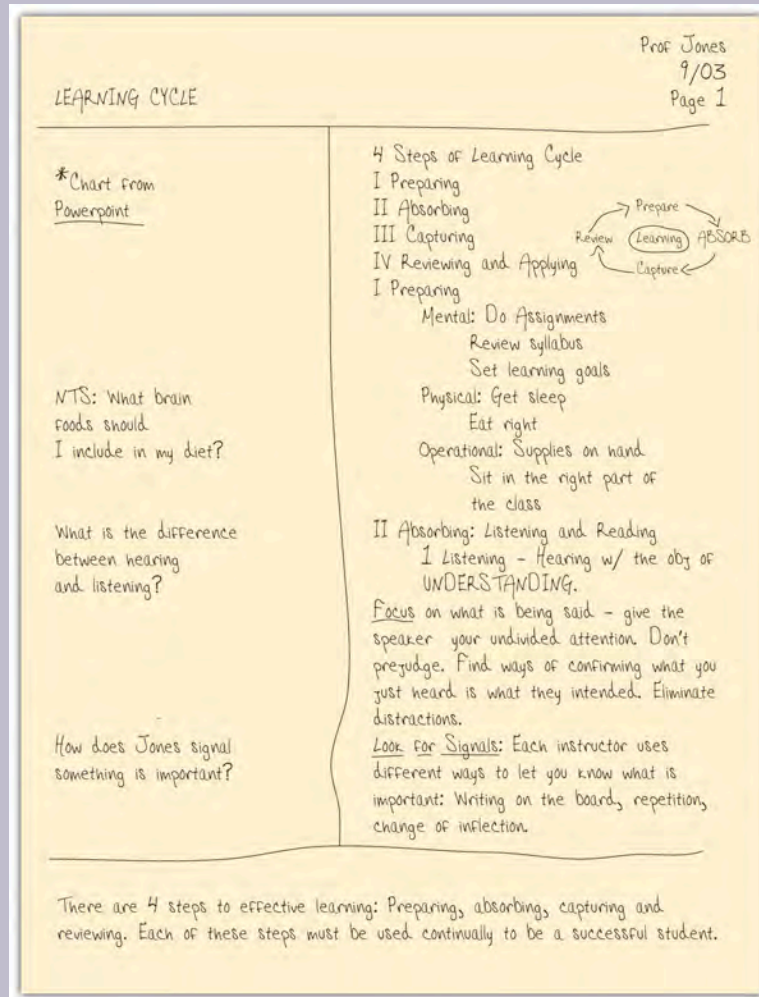 Prof Jones
9/03
LEARNING CYCLE
Page 1
*Chart from
Powerpoint
NTS: What brain
foods should
I include in my diet?
What is the difference
between hearing
and listening?
How does Jones signal
something is important?
4 Steps of Learning Cycle
I Preparing
II Absorbing
III Capturing
IV Reviewing and Applying
Prepare
Review Learning ABSORB
Capture
I Preparing
Mental: Do Assignments
Review syllabus
Set learning goals
Physical: Get sleep
Eat right
Operational: Supplies on hand
Sit in the right part of
the class
II Absorbing: Listening and Reading
1 Listening - Hearing w/ the obj of
UNDERSTANDING.
Focus on what is being said - give the
speaker your undivided attention. Don't
prejudge. Find ways of confirming what you
just heard is what they intended. Eliminate
distractions.
Look for Signals: Each instructor uses
different ways to let you know what is
important: Writing on the board, repetition,
change of inflection.
There are 4 steps to effective learning: Preparing, absorbing, capturing and
reviewing. Each of these steps must be used continually to be a successful student.